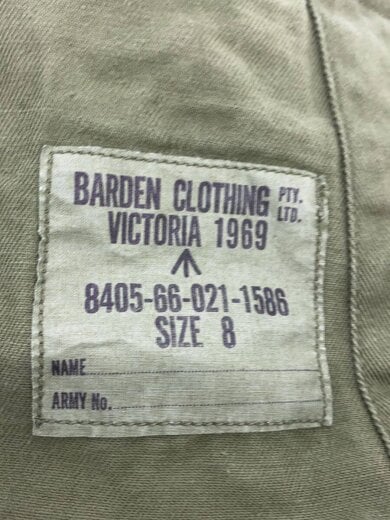 BARDEN CLOTHING PTY. LTD.
VICTORIA 1969
8405-66-021-1586
SIZE 8
NAME
ARMY No.